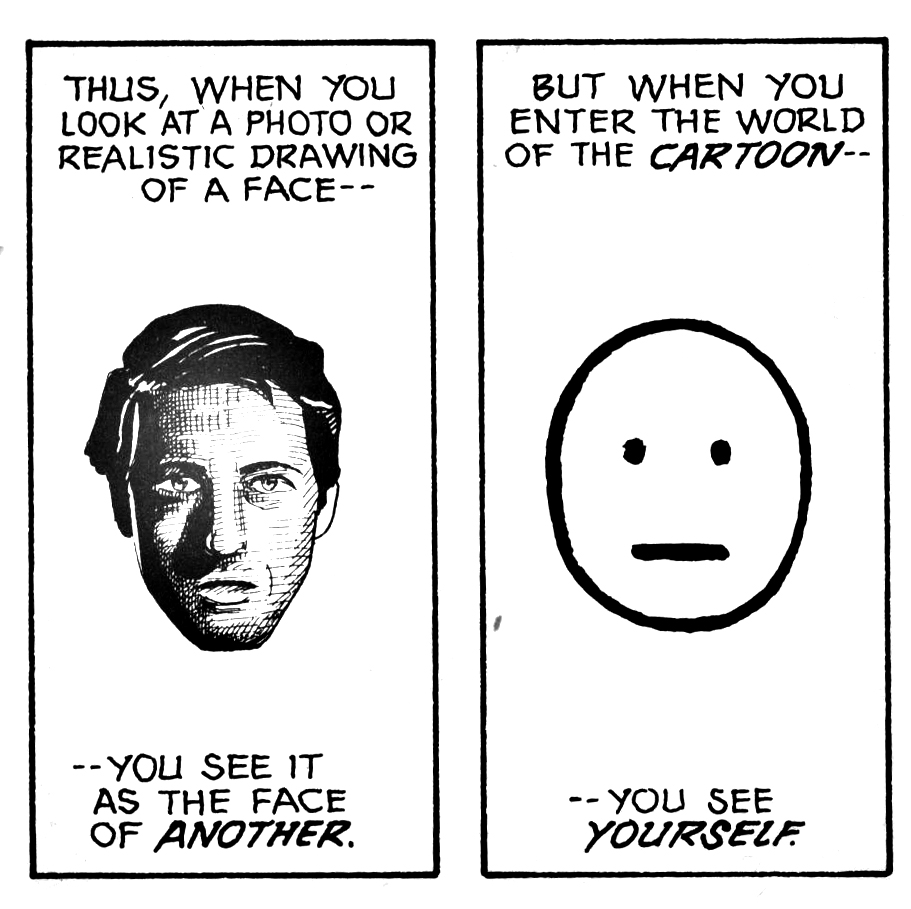 THUS, WHEN YOU
LOOK AT A PHOTO OR
REALISTIC DRAWING
OF A FACE--
--YOU SEE IT
AS THE FACE
OF ANOTHER.
BUT WHEN YOU
ENTER THE WORLD
OF THE CARTOON--
--YOU SEE
YOURSELF.